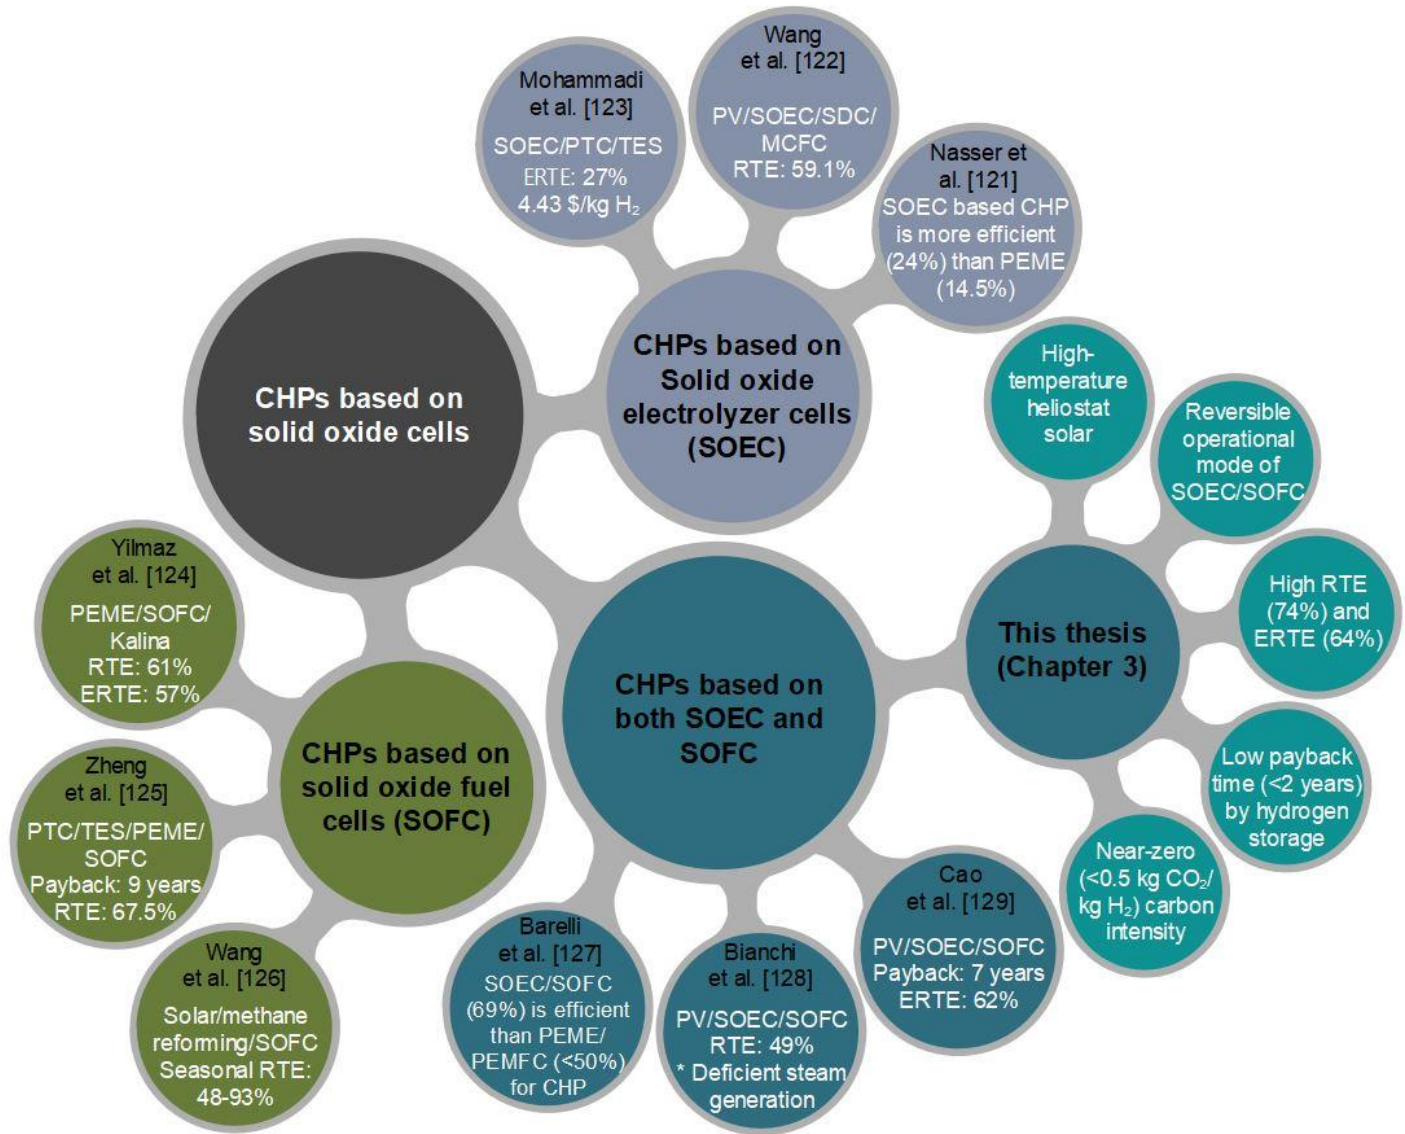 CHPs based on
solid oxide cells
CHPs based on
Solid oxide
electrolyzer cells
(SOEC)
Mohammadi
et al. [123]
SOEC/PTC/TES
ERTE: 27%
4.43 $/kg H₂
Wang
et al. [122]
PV/SOEC/SDC/
MCFC
RTE: 59.1%
Nasser et
al. [121]
SOEC based CHP
is more efficient
(24%) than PEME
(14.5%)
CHPs based on
solid oxide fuel
cells (SOFC)
Yilmaz
et al. [124]
PEME/SOFC/
Kalina
RTE: 61%
ERTE: 57%
Zheng
et al. [125]
PTC/TES/PEME/
SOFC
Payback: 9 years
RTE: 67.5%
Wang
et al. [126]
Solar/methane
reforming/SOFC
Seasonal RTE:
48-93%
CHPs based on
both SOEC and
SOFC
Barelli
et al. [127]
SOEC/SOFC
(69%) is efficient
than PEME/
PEMFC (<50%)
for CHP
Bianchi
et al. [128]
PV/SOEC/SOFC
RTE: 49%
* Deficient steam
generation
Cao
et al. [129]
PV/SOEC/SOFC
Payback: 7 years
ERTE: 62%
This thesis
(Chapter 3)
High-
temperature
heliostat
solar
Reversible
operational
mode of
SOEC/SOFC
High RTE
(74%) and
ERTE (64%)
Low payback
time (<2 years)
by hydrogen
storage
Near-zero
(<0.5 kg CO₂/
kg H₂) carbon
intensity